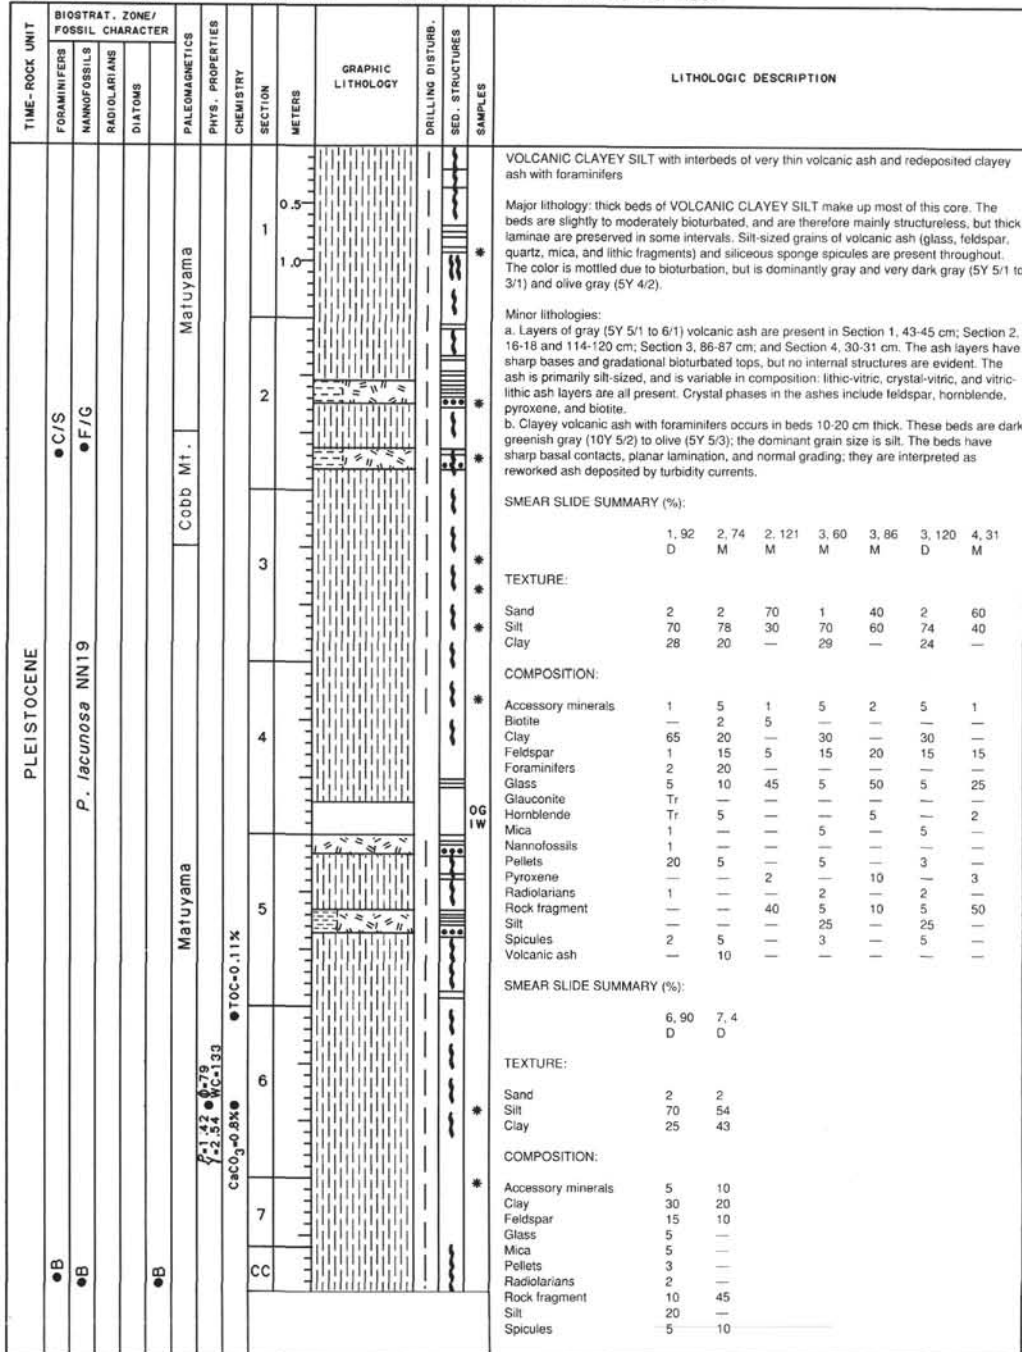 TIME-ROCK UNIT
BIOSTRAT. ZONE/
FOSSIL CHARACTER
FORAMINIFERS
NANNOFOSSILS
RADIOLARIANS
DIATOMS
PALEOMAGNETICS
PHYS. PROPERTIES
CHEMISTRY
SECTION
METERS
GRAPHIC
LITHOLOGY
DRILLING DISTURB.
SED. STRUCTURES
SAMPLES
LITHOLOGIC DESCRIPTION
PLEISTOCENE
●C/S
●B
●F/G
P. lacunosa NN19
●B
●B
Matuyama
Cobb Mt.
Matuyama
ρ=1.42 ●Φ=79
γ=2.54 ●WC=133
●TOC=0.11%
CaCO3=0.8%●
1
2
3
4
5
6
7
CC
0.5
1.0
*
*
*
*
*
*
*
OG
IW
*
*
VOLCANIC CLAYEY SILT with interbeds of very thin volcanic ash and redeposited clayey
ash with foraminifers
Major lithology: thick beds of VOLCANIC CLAYEY SILT make up most of this core. The
beds are slightly to moderately bioturbated, and are therefore mainly structureless, but thick
laminae are preserved in some intervals. Silt-sized grains of volcanic ash (glass, feldspar,
quartz, mica, and lithic fragments) and siliceous sponge spicules are present throughout.
The color is mottled due to bioturbation, but is dominantly gray and very dark gray (5Y 5/1 to
3/1) and olive gray (5Y 4/2).
Minor lithologies:
a. Layers of gray (5Y 5/1 to 6/1) volcanic ash are present in Section 1, 43-45 cm; Section 2,
16-18 and 114-120 cm; Section 3, 86-87 cm; and Section 4, 30-31 cm. The ash layers have
sharp bases and gradational bioturbated tops, but no internal structures are evident. The
ash is primarily silt-sized, and is variable in composition: lithic-vitric, crystal-vitric, and vitric-
lithic ash layers are all present. Crystal phases in the ashes include feldspar, hornblende,
pyroxene, and biotite.
b. Clayey volcanic ash with foraminifers occurs in beds 10-20 cm thick. These beds are dark
greenish gray (10Y 5/2) to olive (5Y 5/3); the dominant grain size is silt. The beds have
sharp basal contacts, planar lamination, and normal grading; they are interpreted as
reworked ash deposited by turbidity currents.
SMEAR SLIDE SUMMARY (%):
1, 92 2, 74 2, 121 3, 60 3, 86 3, 120 4, 31
D M M M M D M
TEXTURE:
Sand 2 2 70 1 40 2 60
Silt 70 78 30 70 60 74 40
Clay 28 20 — 29 — 24 —
COMPOSITION:
Accessory minerals 1 5 1 5 2 5 1
Biotite — 2 5 — — — —
Clay 65 20 — 30 — 30 —
Feldspar 1 15 5 15 20 15 15
Foraminifers 2 20 — — — — —
Glass 5 10 45 5 50 5 25
Glauconite Tr — — — — — —
Hornblende Tr 5 — — 5 — 2
Mica 1 — — 5 — 5 —
Nannofossils 1 — — — — — —
Pellets 20 5 — 5 — 3 —
Pyroxene — — 2 — 10 — 3
Radiolarians 1 — — 2 — 2 —
Rock fragment — — 40 5 10 5 50
Silt — — — 25 — 25 —
Spicules 2 5 — 3 — 5 —
Volcanic ash — 10 — — — — —
SMEAR SLIDE SUMMARY (%):
6, 90 7, 4
D D
TEXTURE:
Sand 2 2
Silt 70 54
Clay 25 43
COMPOSITION:
Accessory minerals 5 10
Clay 30 20
Feldspar 15 10
Glass 5 —
Mica 5 —
Pellets 3 —
Radiolarians 2 —
Rock fragment 10 45
Silt 20 —
Spicules 5 10